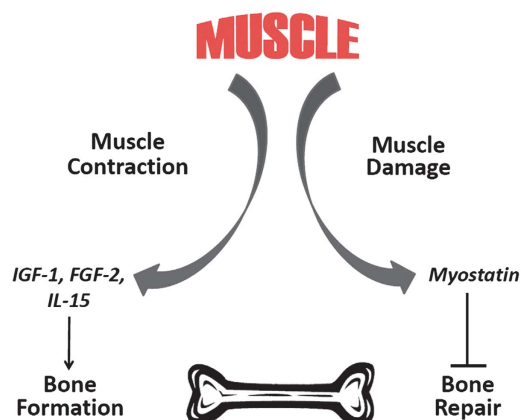 MUSCLE
Muscle
Contraction
Muscle
Damage
IGF-1, FGF-2,
IL-15
Myostatin
Bone
Formation
Bone
Repair